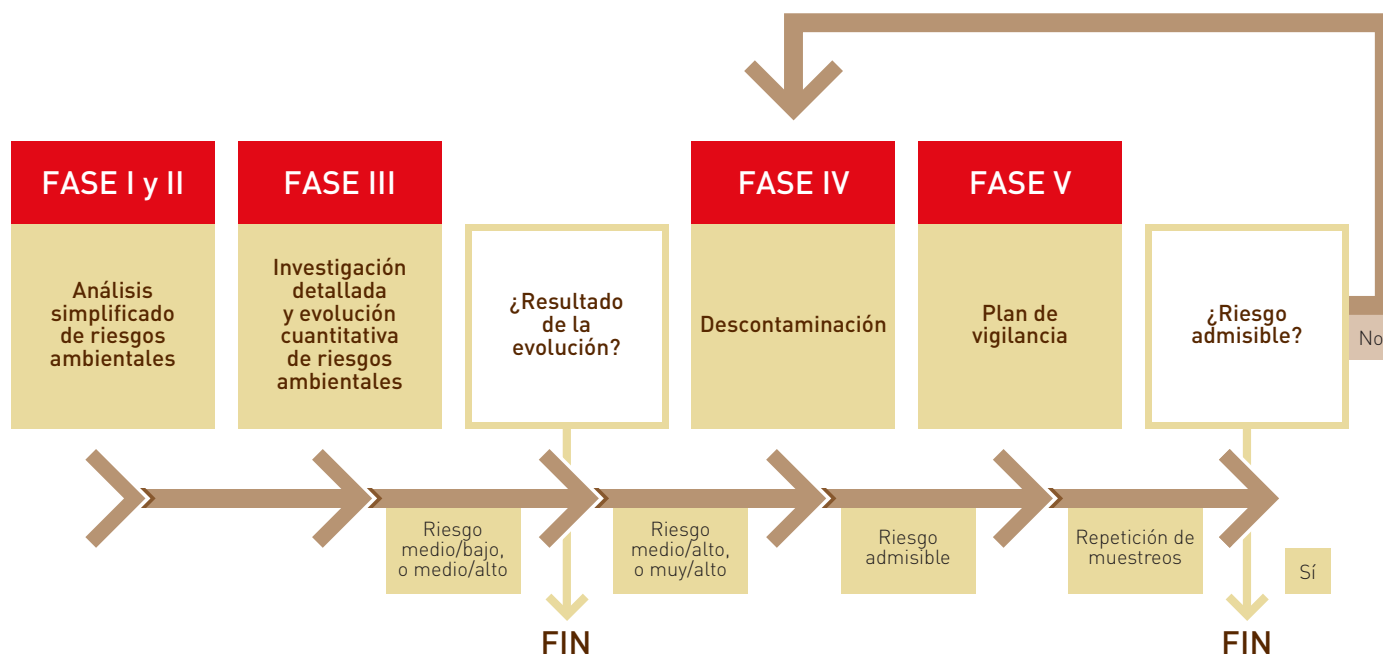 FASE I y II
Análisis
simplificado
de riesgos
ambientales
FASE III
Investigación
detallada
y evolución
cuantitativa
de riesgos
ambientales
¿Resultado
de la
evolución?
FASE IV
Descontaminación
FASE V
Plan de
vigilancia
¿Riesgo
admisible?
No
Riesgo
medio/bajo,
o medio/alto
Riesgo
medio/alto,
o muy/alto
Riesgo
admisible
Repetición de
muestreos
Sí
FIN
FIN